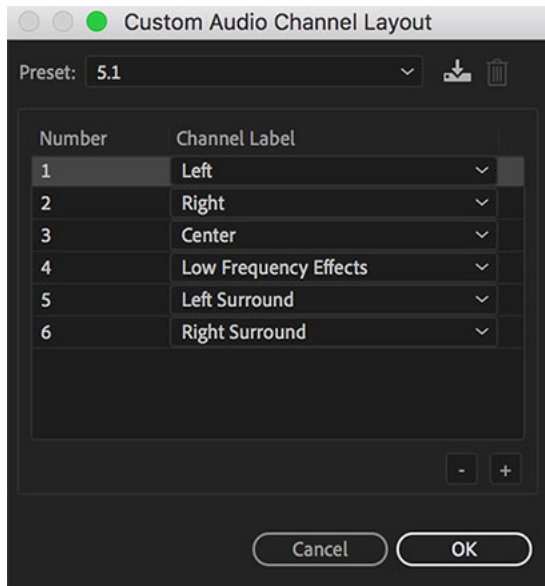 Custom Audio Channel Layout
Preset: 5.1
Number Channel Label
1 Left
2 Right
3 Center
4 Low Frequency Effects
5 Left Surround
6 Right Surround
- +
Cancel OK